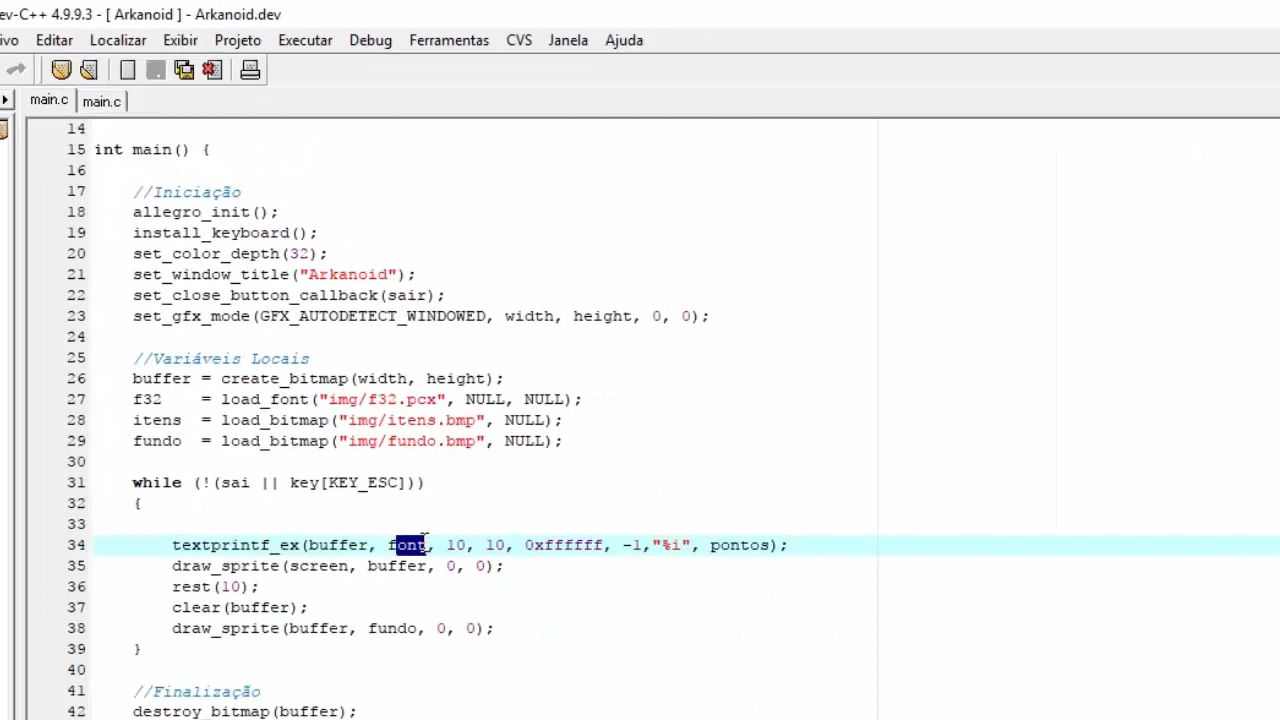 ev-C++ 4.9.9.3 - [ Arkanoid ] - Arkanoid.dev
ivo Editar Localizar Exibir Projeto Executar Debug Ferramentas CVS Janela Ajuda
main.c main.c
14
15 int main() {
16
17 //Iniciação
18 allegro_init();
19 install_keyboard();
20 set_color_depth(32);
21 set_window_title("Arkanoid");
22 set_close_button_callback(sair);
23 set_gfx_mode(GFX_AUTODETECT_WINDOWED, width, height, 0, 0);
24
25 //Variáveis Locais
26 buffer = create_bitmap(width, height);
27 f32 = load_font("img/f32.pcx", NULL, NULL);
28 itens = load_bitmap("img/itens.bmp", NULL);
29 fundo = load_bitmap("img/fundo.bmp", NULL);
30
31 while (!(sai || key[KEY_ESC]))
32 {
33
34 textprintf_ex(buffer, font, 10, 10, 0xffffff, -1,"%i", pontos);
35 draw_sprite(screen, buffer, 0, 0);
36 rest(10);
37 clear(buffer);
38 draw_sprite(buffer, fundo, 0, 0);
39 }
40
41 //Finalização
42 destroy_bitmap(buffer);